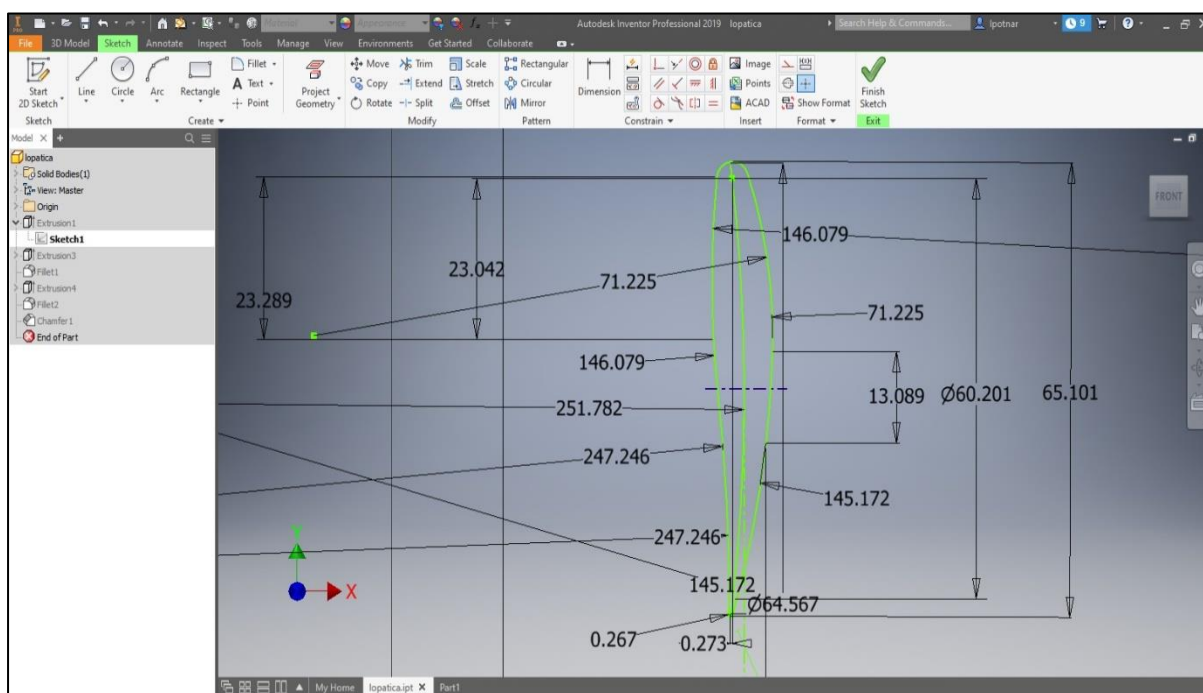 I
PRO
Material
Appearance
Autodesk Inventor Professional 2019 lopatica
Search Help & Commands...
lpotnar
9
File 3D Model Sketch Annotate Inspect Tools Manage View Environments Get Started Collaborate
Start
2D Sketch
Line
Circle
Arc
Rectangle
Fillet
Text
Point
Project
Geometry
Move Trim Scale
Copy Extend Stretch
Rotate Split Offset
Rectangular
Circular
Mirror
Dimension
Image
Points
ACAD
Show Format
Finish
Sketch
Sketch Create Modify Pattern Constrain Insert Format Exit
Model
lopatica
Solid Bodies(1)
View: Master
Origin
Extrusion1
Sketch1
Extrusion3
Fillet1
Extrusion4
Fillet2
Chamfer1
End of Part
FRONT
146.079
23.042
71.225
23.289
71.225
146.079
13.089 Ø60.201 65.101
251.782
247.246
145.172
247.246
145.172
Ø64.567
0.267
0.273
Y
X
My Home lopatica.ipt Part1